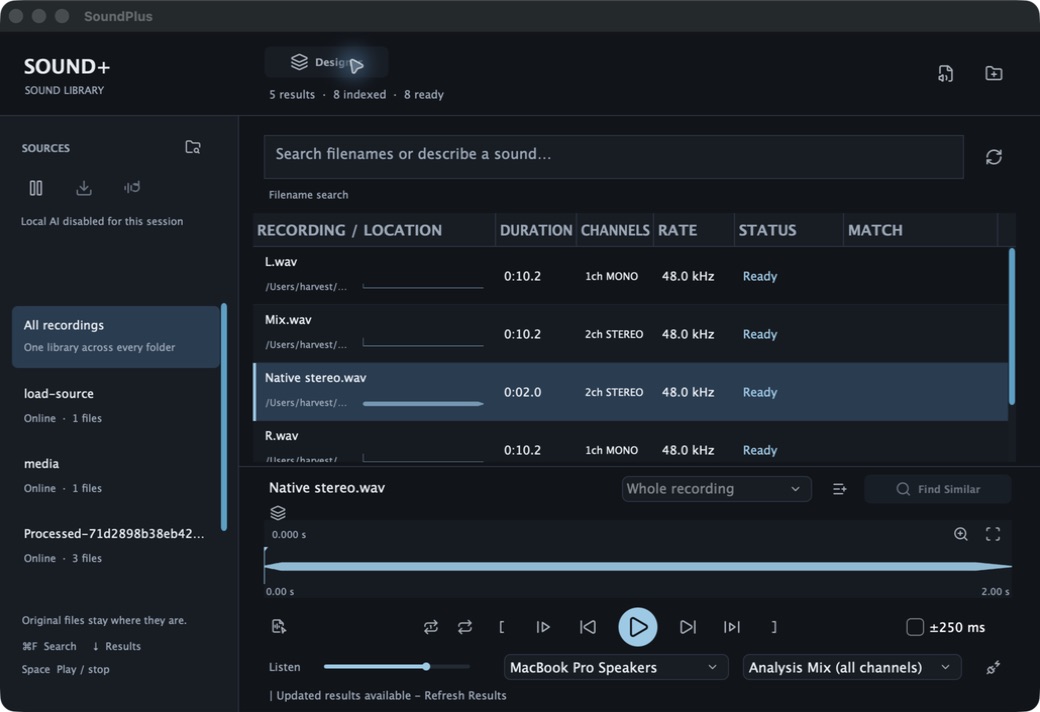 SoundPlus
SOUND+
SOUND LIBRARY
Design
5 results · 8 indexed · 8 ready
SOURCES
Local AI disabled for this session
All recordings
One library across every folder
load-source
Online · 1 files
media
Online · 1 files
Processed-71d2898b38eb42...
Online · 3 files
Original files stay where they are.
⌘F Search ↓ Results
Space Play / stop
Search filenames or describe a sound...
Filename search
RECORDING / LOCATION DURATION CHANNELS RATE STATUS MATCH
L.wav
/Users/harvest/... 0:10.2 1ch MONO 48.0 kHz Ready
Mix.wav
/Users/harvest/... 0:10.2 2ch STEREO 48.0 kHz Ready
Native stereo.wav
/Users/harvest/... 0:02.0 2ch STEREO 48.0 kHz Ready
R.wav
/Users/harvest/... 0:10.2 1ch MONO 48.0 kHz Ready
Native stereo.wav Whole recording Find Similar
0.000 s
0.00 s 2.00 s
[ ] ±250 ms
Listen MacBook Pro Speakers Analysis Mix (all channels)
| Updated results available – Refresh Results